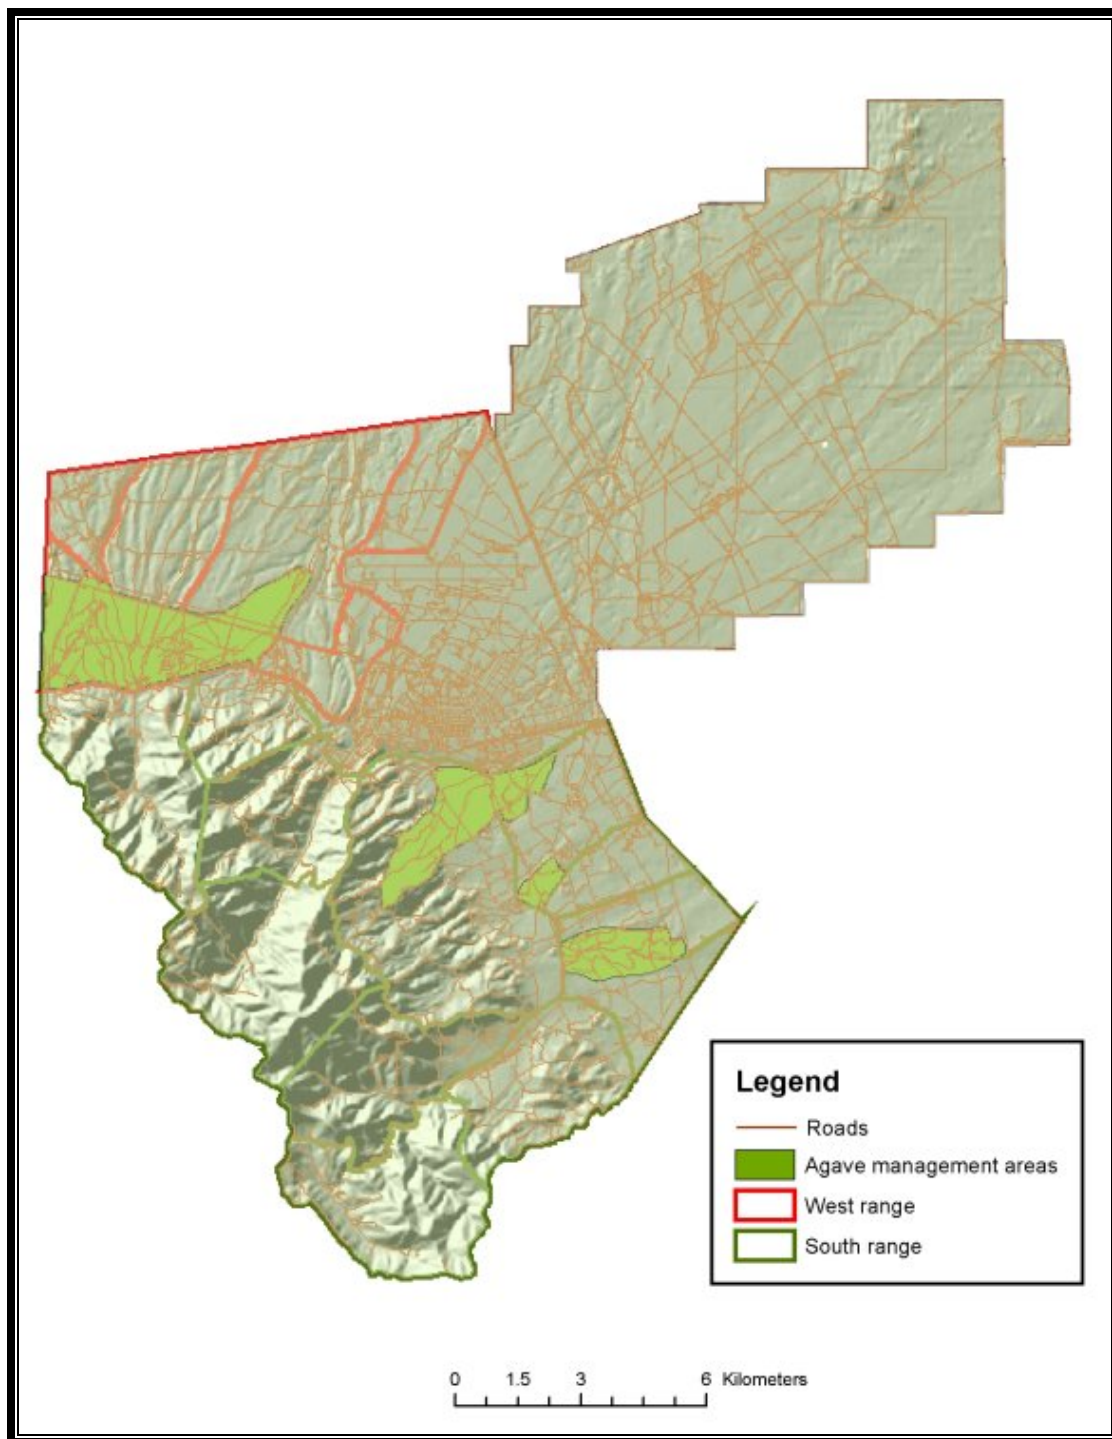 Legend
Roads
Agave management areas
West range
South range
0 1.5 3 6 Kilometers